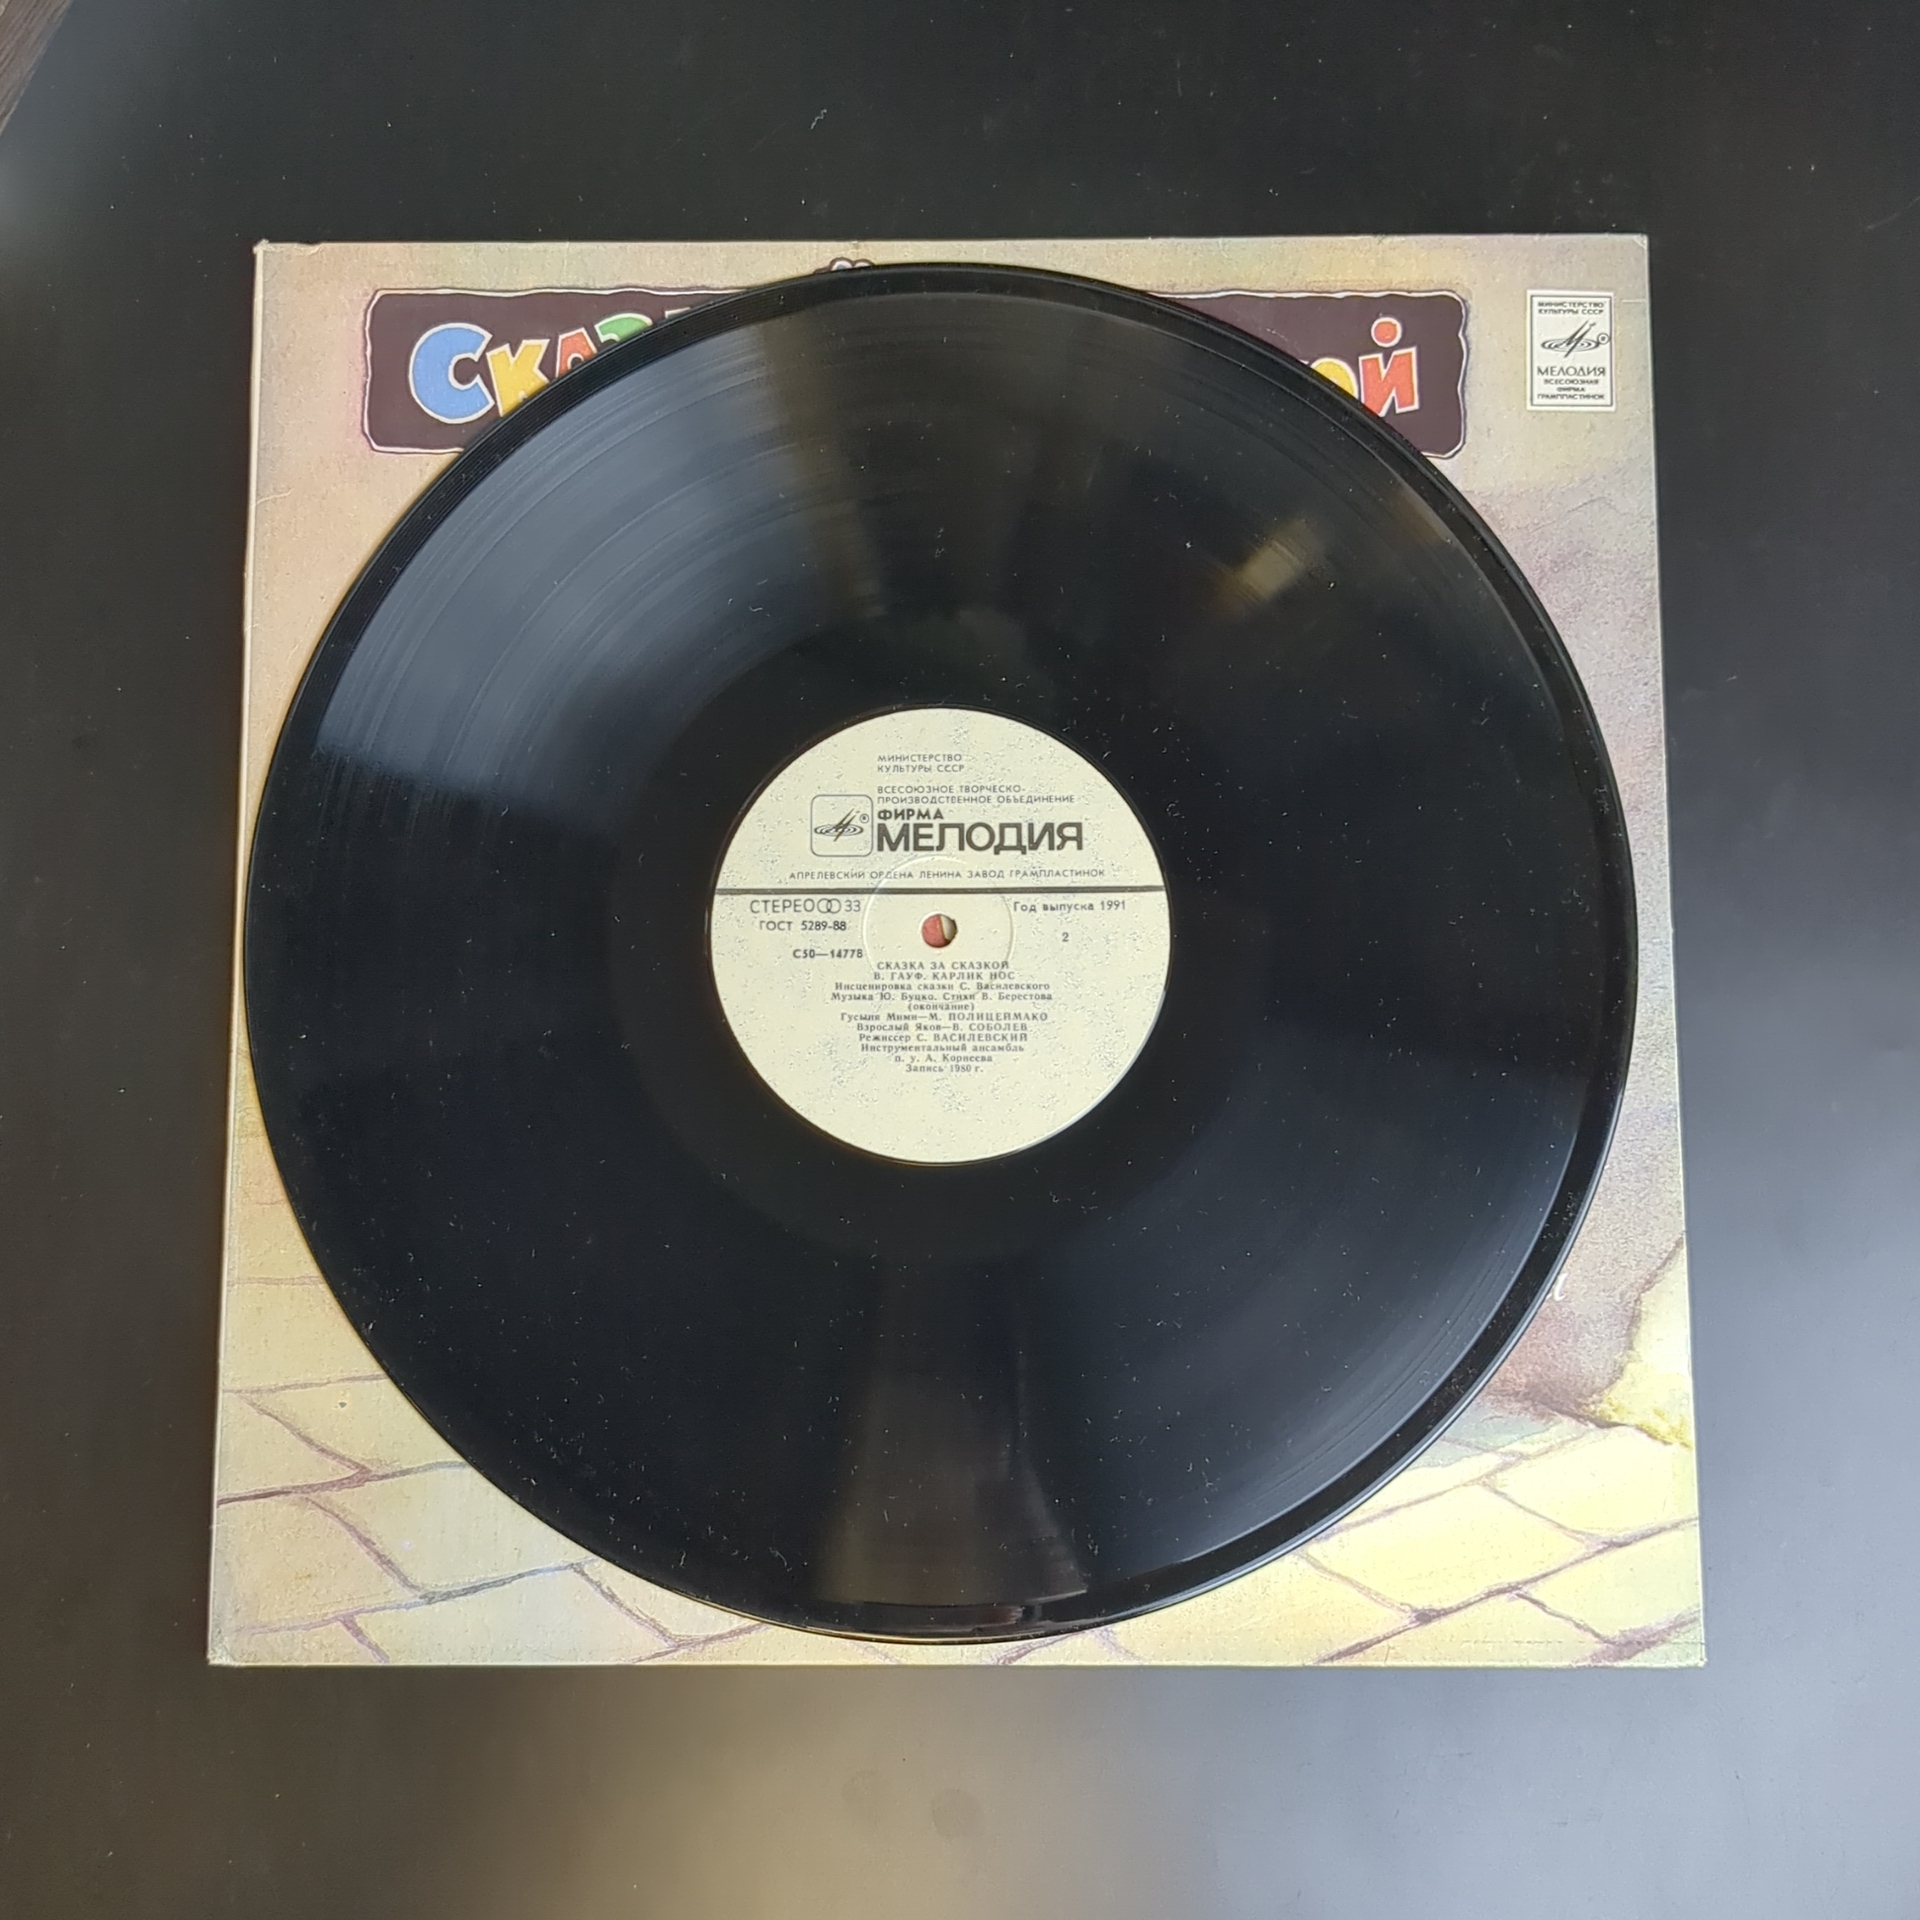 МИНИСТЕРСТВО
КУЛЬТУРЫ СССР
МЕЛОДИЯ
ВСЕСОЮЗНАЯ
ФИРМА
ГРАМПЛАСТИНОК
МИНИСТЕРСТВО
КУЛЬТУРЫ СССР
ВСЕСОЮЗНОЕ ТВОРЧЕСКО-
ПРОИЗВОДСТВЕННОЕ ОБЪЕДИНЕНИЕ
ФИРМА
МЕЛОДИЯ
АПРЕЛЕВСКИЙ ОРДЕНА ЛЕНИНА ЗАВОД ГРАМПЛАСТИНОК
СТЕРЕО 33
Год выпуска 1991
ГОСТ 5289-88
2
С50—14778
СКАЗКА ЗА СКАЗКОЙ
В. ГАУФ. КАРЛИК НОС
Инсценировка сказки С. Василевского
Музыка Ю. Буцко. Стихи В. Берестова
(окончание)
Гусыня Мими—М. ПОЛИЦЕЙМАКО
Взрослый Яков—В. СОБОЛЕВ
Режиссер С. ВАСИЛЕВСКИЙ
Инструментальный ансамбль
п. у. А. Корнеева
Запись 1980 г.